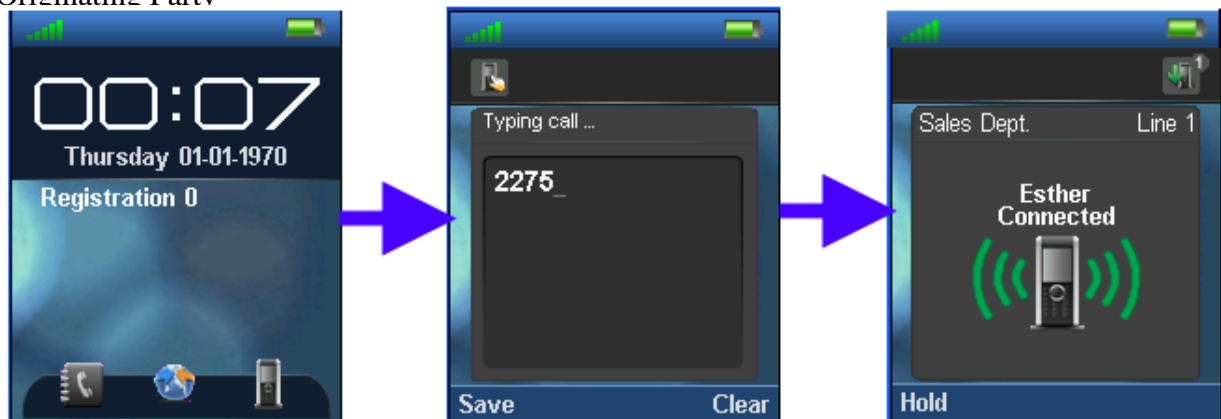 Originating Party
00:07
Thursday 01-01-1970
Registration 0
Typing call ...
2275_
Save Clear
1
Sales Dept. Line 1
Esther
Connected
Hold